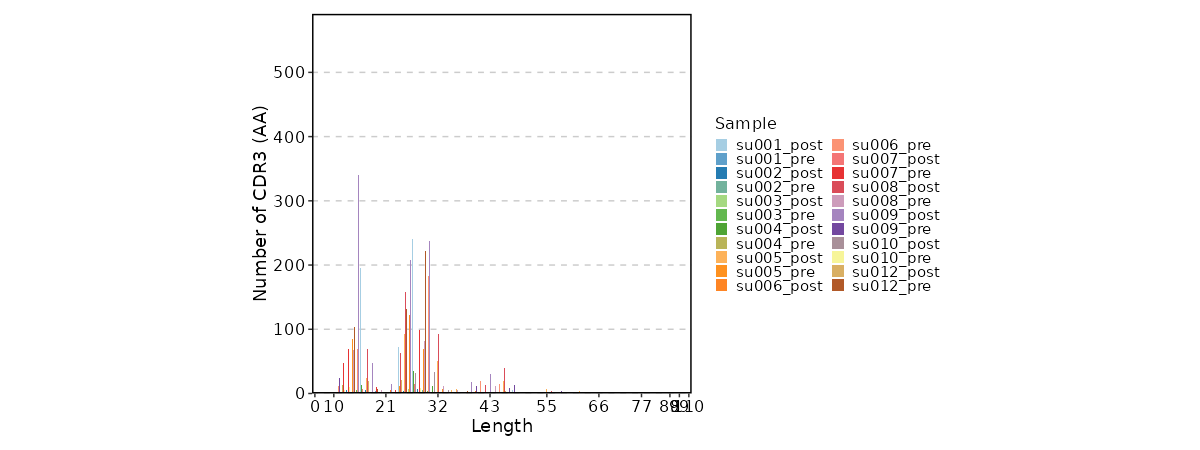 Number of CDR3 (AA)
500
400
300
200
100
0
0 10 21 32 43 55 66 77 110
Length
Sample
su001_post su006_pre
su001_pre su007_post
su002_post su007_pre
su002_pre su008_post
su003_post su008_pre
su003_pre su009_post
su004_post su009_pre
su004_pre su010_post
su005_post su010_pre
su005_pre su012_post
su006_post su012_pre